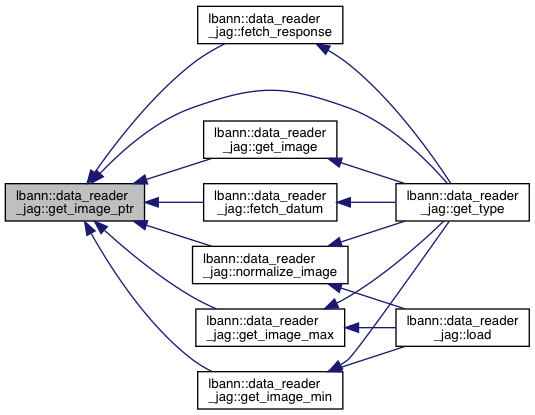 lbann::data_reader
_jag::fetch_response
lbann::data_reader
_jag::get_image
lbann::data_reader
_jag::get_image_ptr
lbann::data_reader
_jag::fetch_datum
lbann::data_reader
_jag::get_type
lbann::data_reader
_jag::normalize_image
lbann::data_reader
_jag::get_image_max
lbann::data_reader
_jag::load
lbann::data_reader
_jag::get_image_min